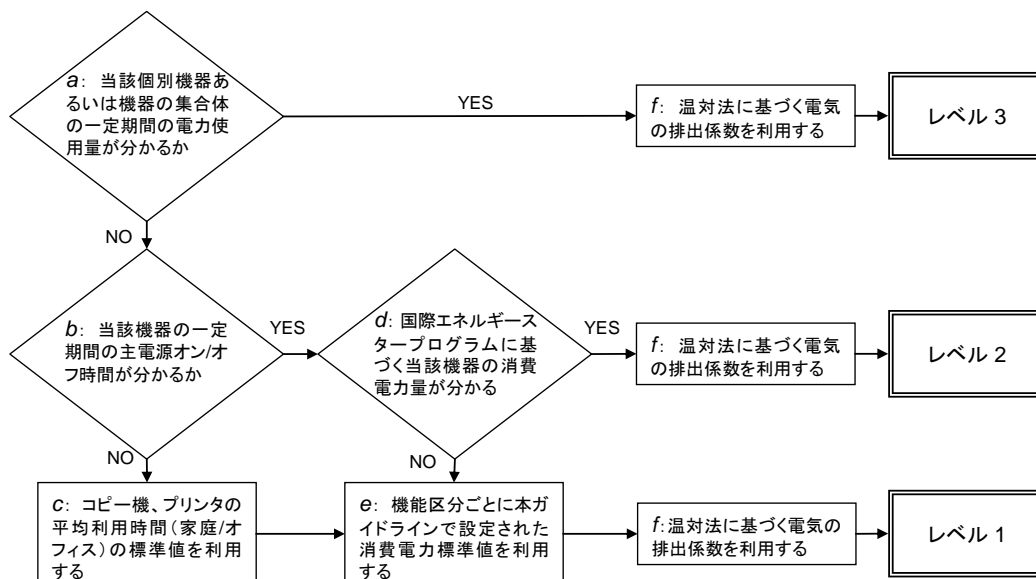 a: 当該個別機器あ
るいは機器の集合体
の一定期間の電力使
用量が分かるか
YES
f: 温対法に基づく電気
の排出係数を利用する
レベル 3
NO
b: 当該機器の一定
期間の主電源オン/オ
フ時間が分かるか
YES
d: 国際エネルギース
タープログラムに基
づく当該機器の消費
電力量が分かる
YES
f: 温対法に基づく電気
の排出係数を利用する
レベル 2
NO
NO
c: コピー機、プリンタの
平均利用時間(家庭/オ
フィス)の標準値を利用
する
e: 機能区分ごとに本ガ
イドラインで設定された
消費電力標準値を利用
する
f:温対法に基づく電気の
排出係数を利用する
レベル 1